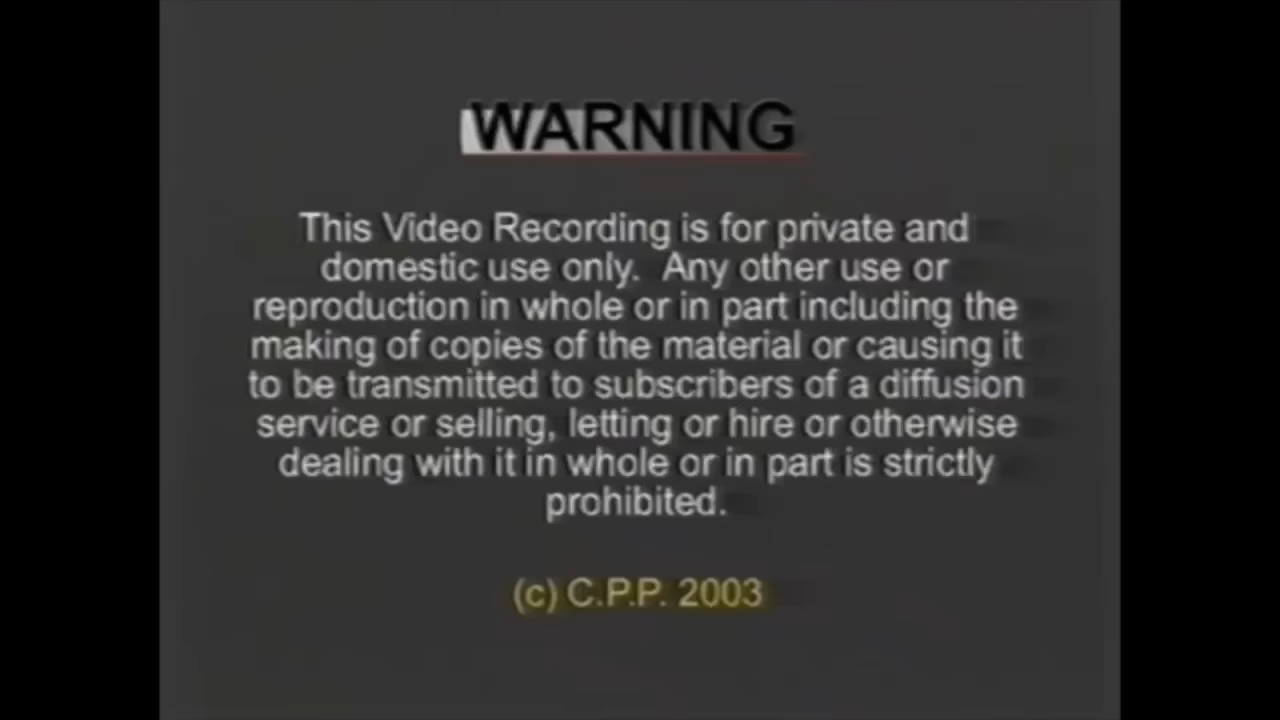 WARNING
This Video Recording is for private and
domestic use only. Any other use or
reproduction in whole or in part including the
making of copies of the material or causing it
to be transmitted to subscribers of a diffusion
service or selling, letting or hire or otherwise
dealing with it in whole or in part is strictly
prohibited.
(c) C.P.P. 2003